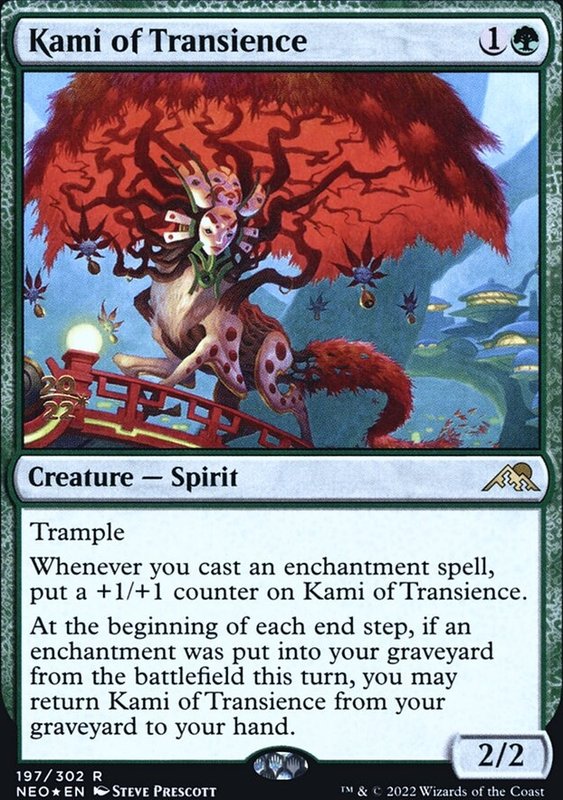 Kami of Transience 1
20
22
Creature — Spirit
Trample
Whenever you cast an enchantment spell,
put a +1/+1 counter on Kami of Transience.
At the beginning of each end step, if an
enchantment was put into your graveyard
from the battlefield this turn, you may
return Kami of Transience from your
graveyard to your hand.
2/2
197/302 R
NEO★EN Steve Prescott
™ & © 2022 Wizards of the Coast